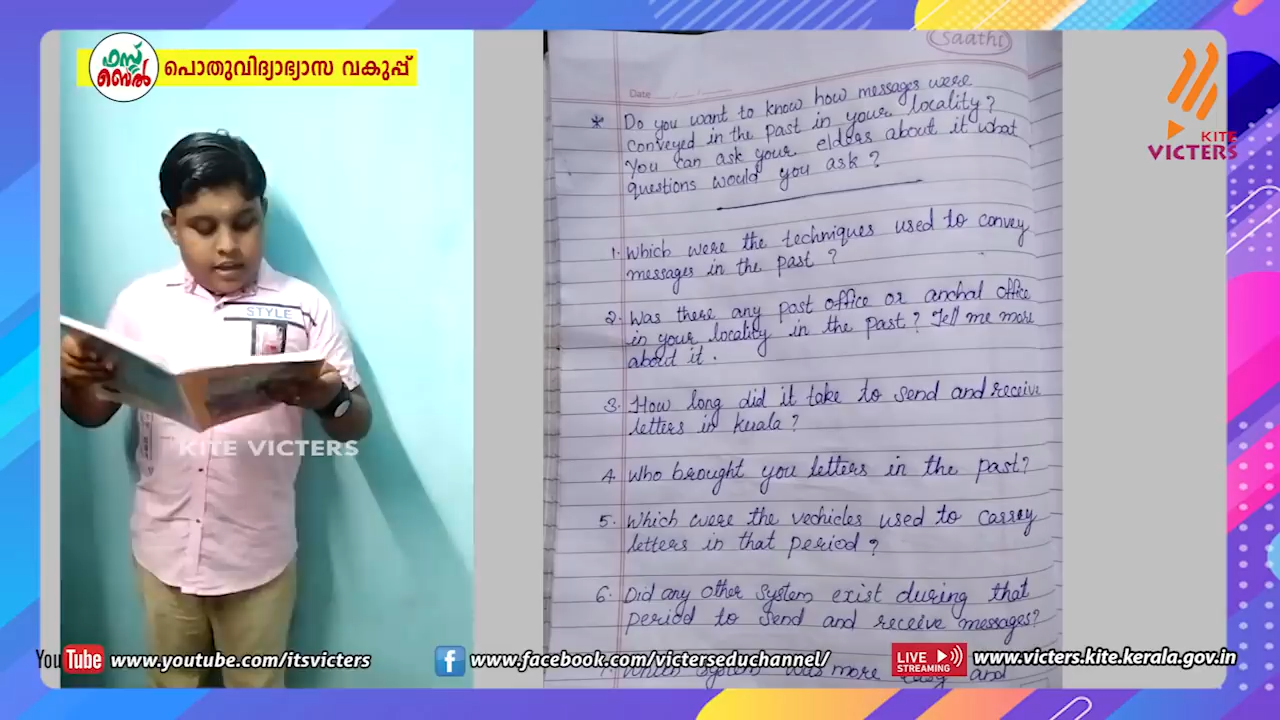 ഫസ്റ്റ്
ബെൽ
പൊതുവിദ്യാഭ്യാസ വകുപ്പ്
KITE
VICTERS
STYLE
KITE VICTERS
Saathi
Date
* Do you want to know how messages were
conveyed in the past in your locality?
You can ask your elders about it what
questions would you ask?
1. Which were the techniques used to convey
messages in the past ?
2. Was there any post office or anchal office
in your locality in the past? Tell me more
about it.
3. How long did it take to send and receive
letters in kerala?
4. Who brought you letters in the past?
5. Which were the vechicles used to carry
letters in that period?
6. Did any other system exist during that
period to send and receive messages?
Which system was more easy and
YouTube www.youtube.com/itsvicters
f www.facebook.com/victerseduchannel/
LIVE STREAMING www.victers.kite.kerala.gov.in